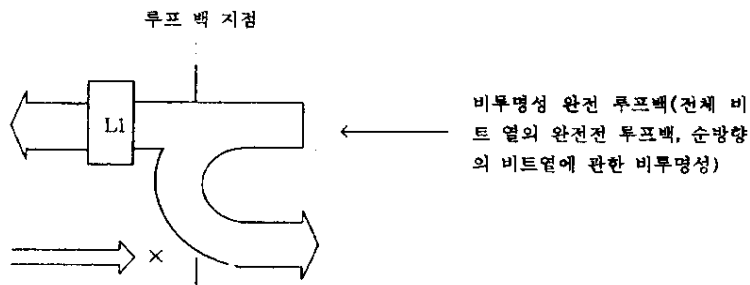 루프 백 지점
L1
비투명성 완전 루프백(전체 비
트 열의 완전전 루프백, 순방향
의 비트열에 관한 비투명성)
×